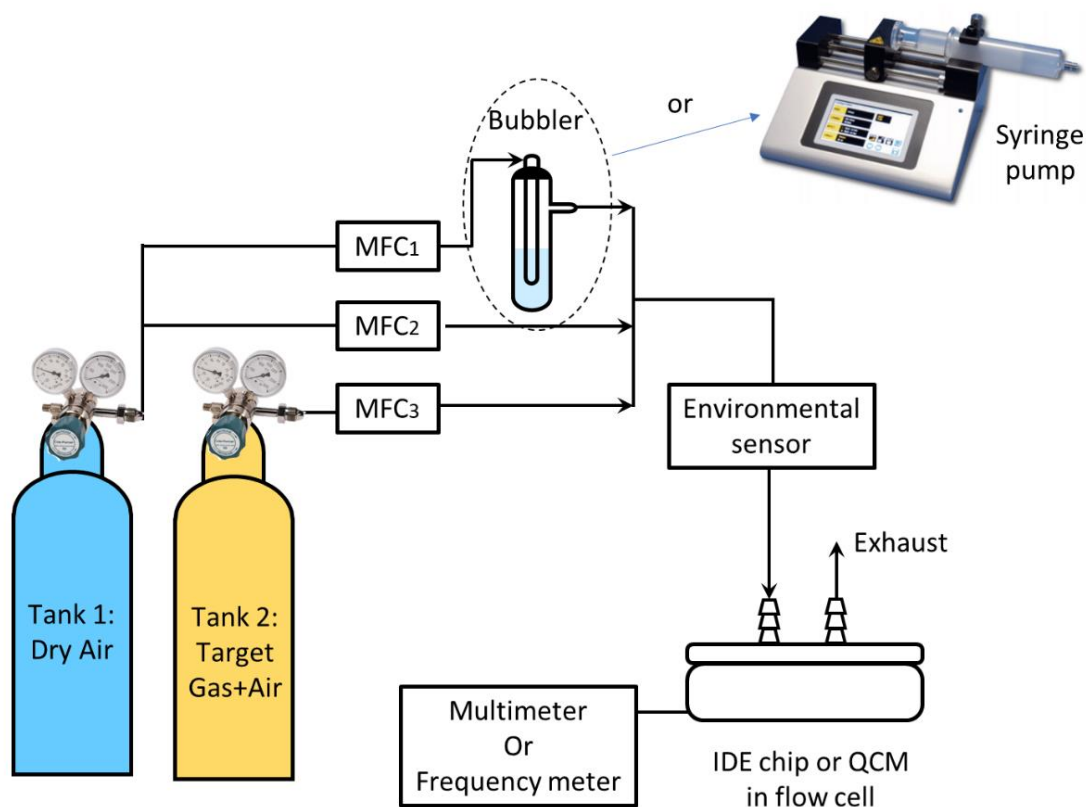 Bubbler
or
Syringe
pump
MFC1
MFC2
MFC3
Environmental
sensor
Exhaust
Tank 1:
Dry Air
Tank 2:
Target
Gas+Air
Multimeter
Or
Frequency meter
IDE chip or QCM
in flow cell